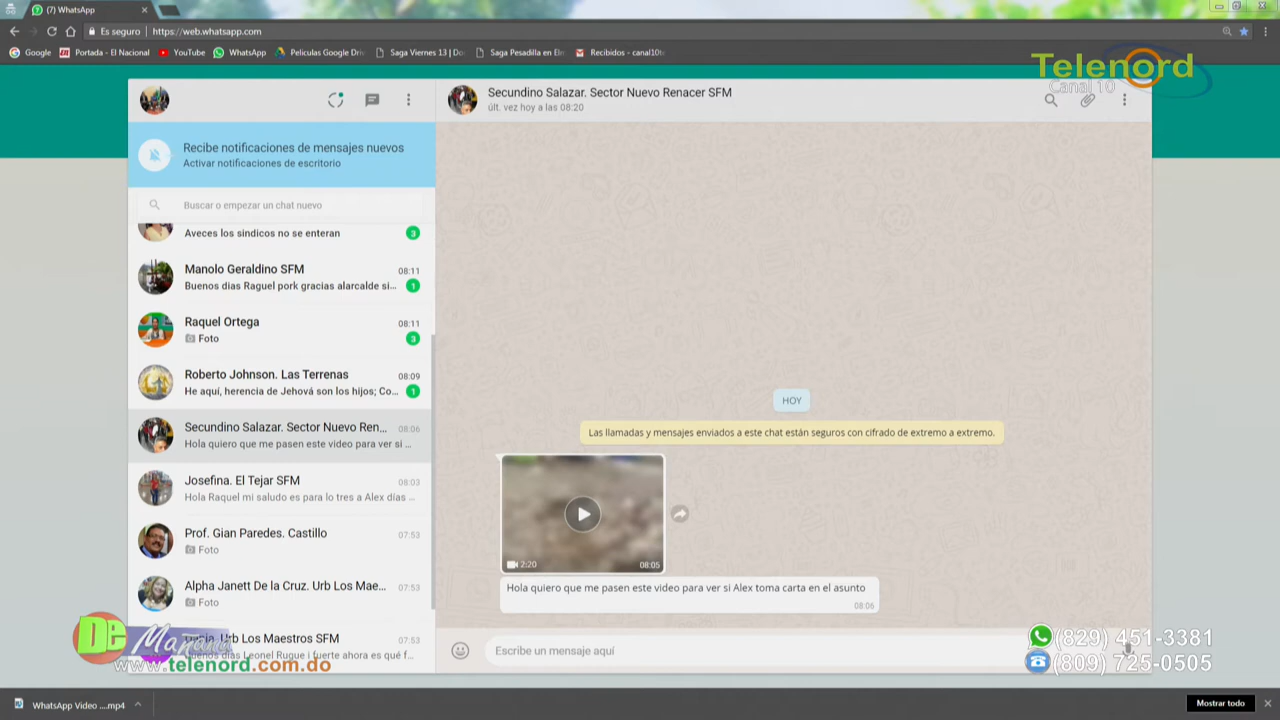 (7) WhatsApp
Es seguro | https://web.whatsapp.com
Google Portada - El Nacional YouTube WhatsApp Peliculas Google Driv Saga Viernes 13 | Do Saga Pesadilla en Elm Recibidos - canal10t
Telenord
Canal 10
Secundino Salazar. Sector Nuevo Renacer SFM
últ. vez hoy a las 08:20
Recibe notificaciones de mensajes nuevos
Activar notificaciones de escritorio
Buscar o empezar un chat nuevo
Aveces los sindicos no se enteran 3
Manolo Geraldino SFM 08:11
Buenos dias Raguel pork gracias alarcalde si... 1
Raquel Ortega 08:11
Foto 3
Roberto Johnson. Las Terrenas 08:09
He aquí, herencia de Jehová son los hijos; Co... 1
Secundino Salazar. Sector Nuevo Ren... 08:06
Hola quiero que me pasen este video para ver si ...
Josefina. El Tejar SFM 08:03
Hola Raquel mi saludo es para lo tres a Alex días ...
Prof. Gian Paredes. Castillo 07:53
Foto
Alpha Janett De la Cruz. Urb Los Mae... 07:53
Foto
Urb Los Maestros SFM 07:53
Buenos días Leonel Rugue i fuerte ahora es qué f...
HOY
Las llamadas y mensajes enviados a este chat están seguros con cifrado de extremo a extremo.
2:20 08:05
Hola quiero que me pasen este video para ver si Alex toma carta en el asunto
08:06
Escribe un mensaje aquí
De Mañana
www.telenord.com.do
(829) 451-3381
(809) 725-0505
WhatsApp Video ....mp4
Mostrar todo